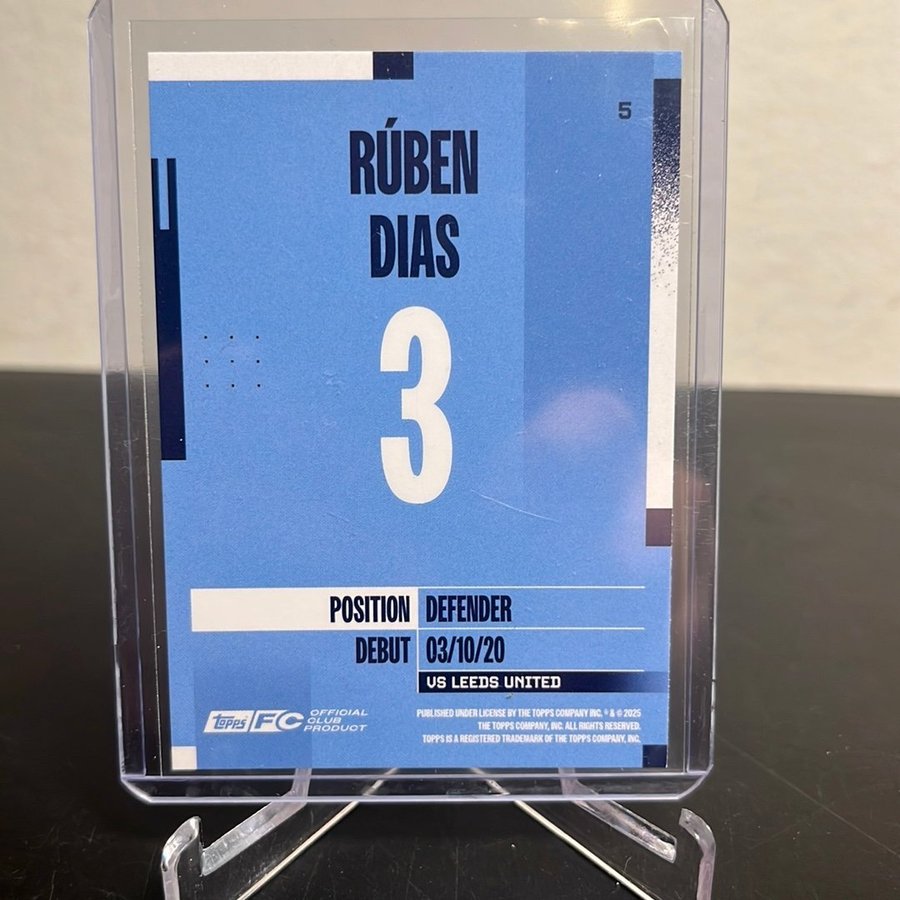 5
RÚBEN
DIAS
3
POSITION DEFENDER
DEBUT 03/10/20
VS LEEDS UNITED
topps FC OFFICIAL
CLUB
PRODUCT
PUBLISHED UNDER LICENSE BY THE TOPPS COMPANY INC. ® & © 2025
THE TOPPS COMPANY, INC. ALL RIGHTS RESERVED.
TOPPS IS A REGISTERED TRADEMARK OF THE TOPPS COMPANY, INC.